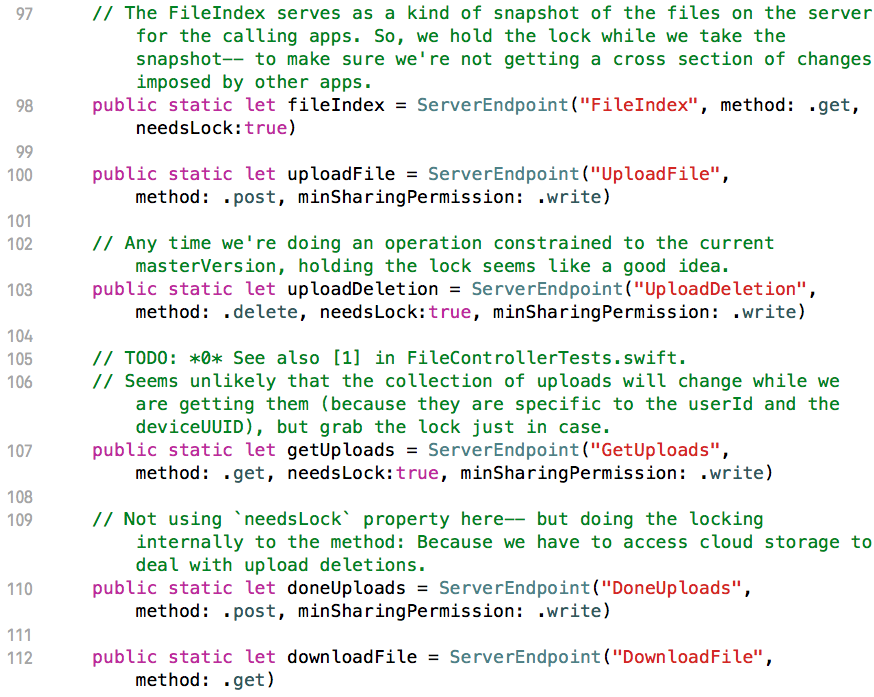 97 // The FileIndex serves as a kind of snapshot of the files on the server
for the calling apps. So, we hold the lock while we take the
snapshot-- to make sure we're not getting a cross section of changes
imposed by other apps.
98 public static let fileIndex = ServerEndpoint("FileIndex", method: .get,
needsLock:true)
99
100 public static let uploadFile = ServerEndpoint("UploadFile",
method: .post, minSharingPermission: .write)
101
102 // Any time we're doing an operation constrained to the current
masterVersion, holding the lock seems like a good idea.
103 public static let uploadDeletion = ServerEndpoint("UploadDeletion",
method: .delete, needsLock:true, minSharingPermission: .write)
104
105 // TODO: *0* See also [1] in FileControllerTests.swift.
106 // Seems unlikely that the collection of uploads will change while we
are getting them (because they are specific to the userId and the
deviceUUID), but grab the lock just in case.
107 public static let getUploads = ServerEndpoint("GetUploads",
method: .get, needsLock:true, minSharingPermission: .write)
108
109 // Not using `needsLock` property here-- but doing the locking
internally to the method: Because we have to access cloud storage to
deal with upload deletions.
110 public static let doneUploads = ServerEndpoint("DoneUploads",
method: .post, minSharingPermission: .write)
111
112 public static let downloadFile = ServerEndpoint("DownloadFile",
method: .get)